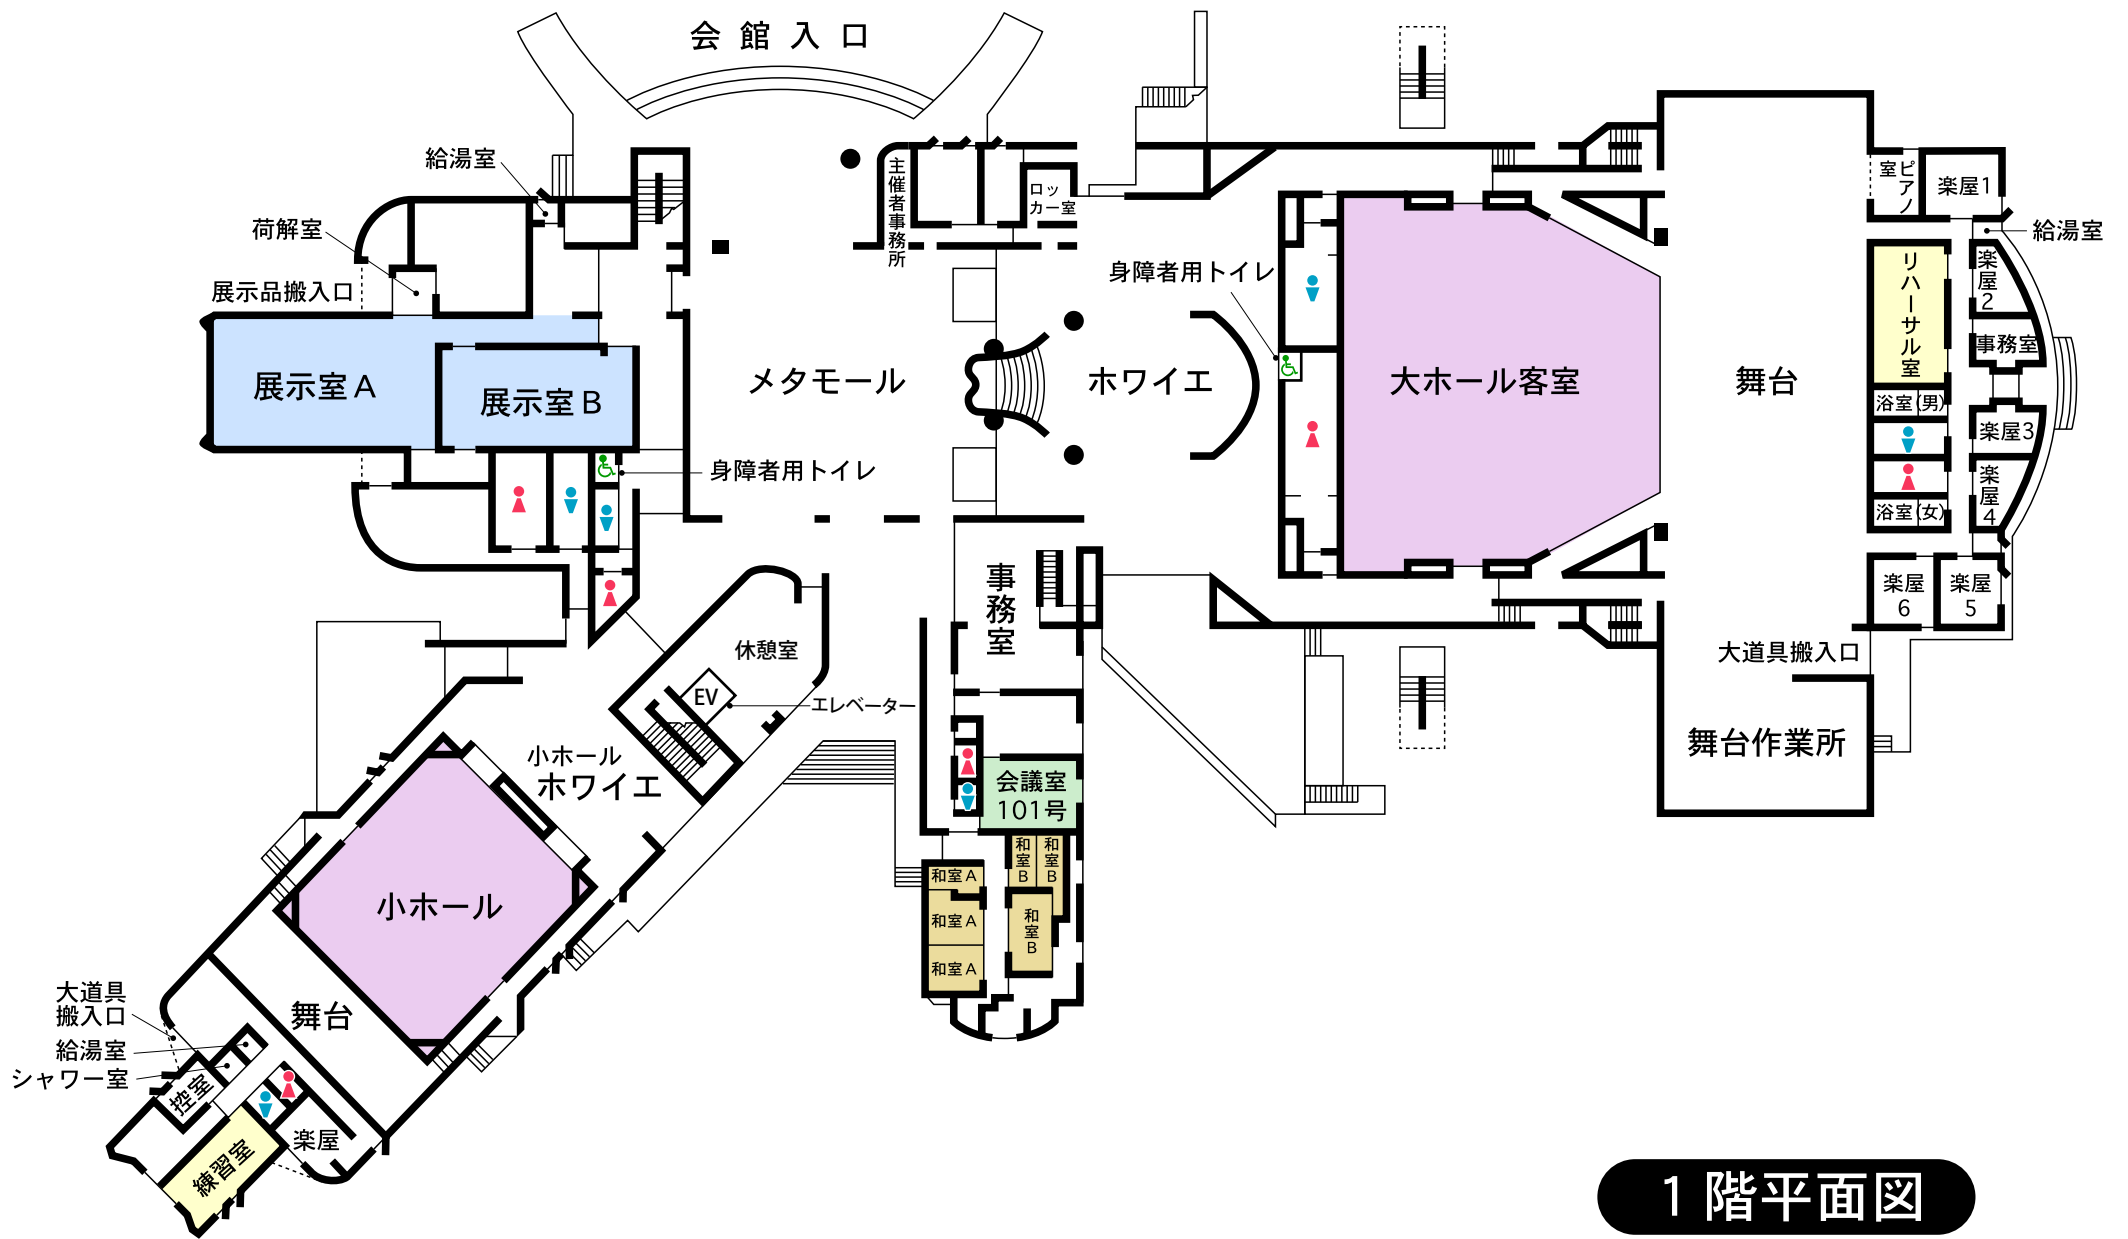 会館入口
給湯室
荷解室
展示品搬入口
展示室A
展示室B
身障者用トイレ
メタモール
主催者事務所
ロッ
カー室
ホワイエ
身障者用トイレ
大ホール客室
舞台
ピアノ
室
楽屋1
給湯室
リハーサル室
楽屋
2
事務室
浴室(男)
楽屋3
楽屋
4
浴室(女)
楽屋
6
楽屋
5
大道具搬入口
舞台作業所
事務室
休憩室
EV
エレベーター
小ホール
ホワイエ
会議室
101号
和室B
和室B
和室A
和室A
和室B
和室A
小ホール
舞台
大道具
搬入口
給湯室
シャワー室
控室
楽屋
練習室
1階平面図